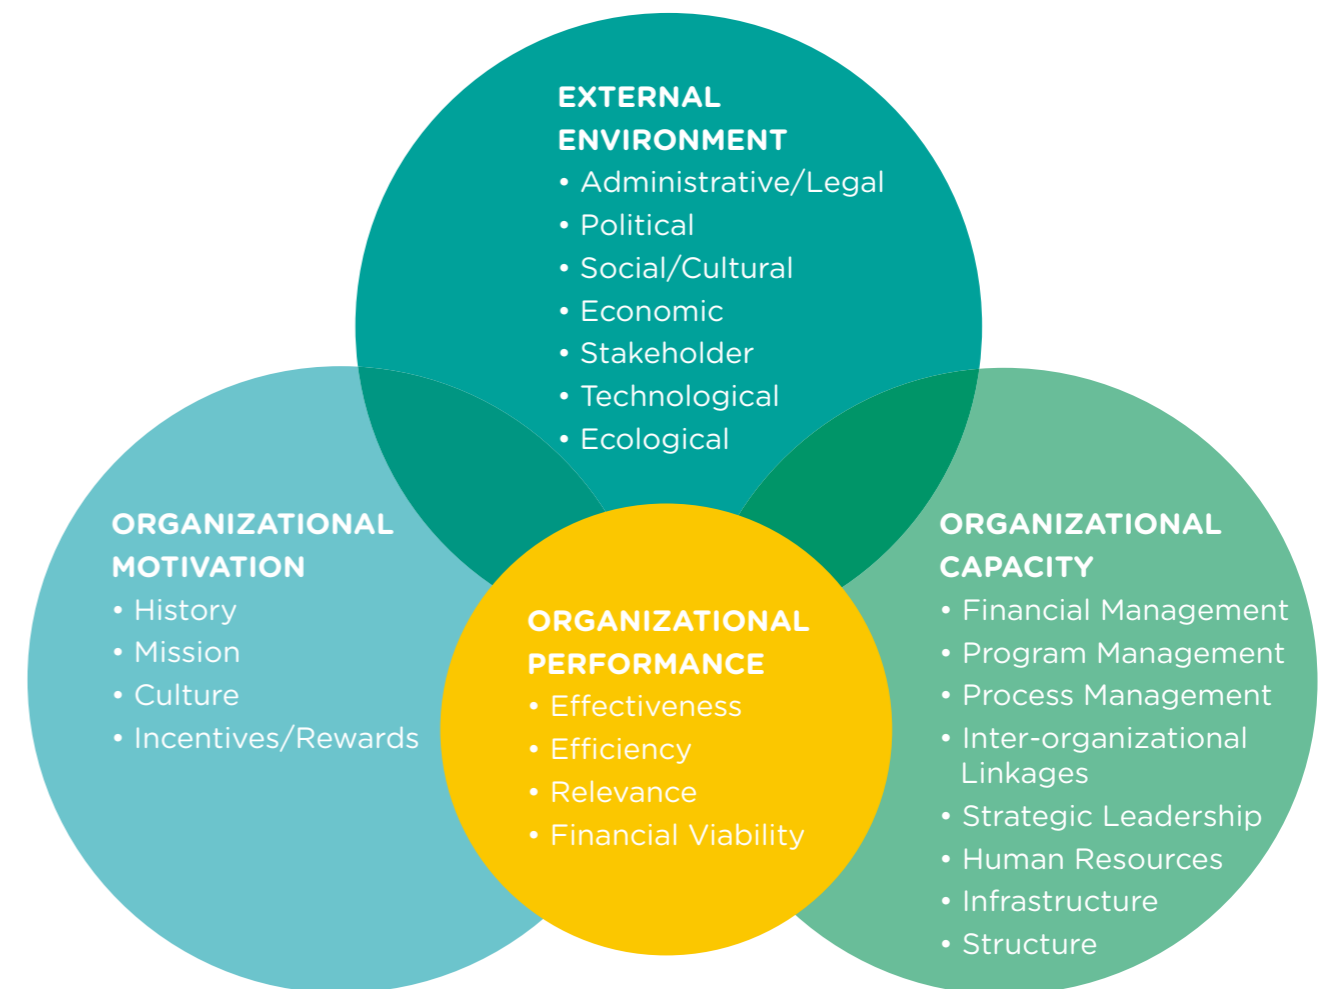 EXTERNAL
ENVIRONMENT
• Administrative/Legal
• Political
• Social/Cultural
• Economic
• Stakeholder
• Technological
• Ecological
ORGANIZATIONAL
MOTIVATION
• History
• Mission
• Culture
• Incentives/Rewards
ORGANIZATIONAL
PERFORMANCE
• Effectiveness
• Efficiency
• Relevance
• Financial Viability
ORGANIZATIONAL
CAPACITY
• Financial Management
• Program Management
• Process Management
• Inter-organizational
Linkages
• Strategic Leadership
• Human Resources
• Infrastructure
• Structure